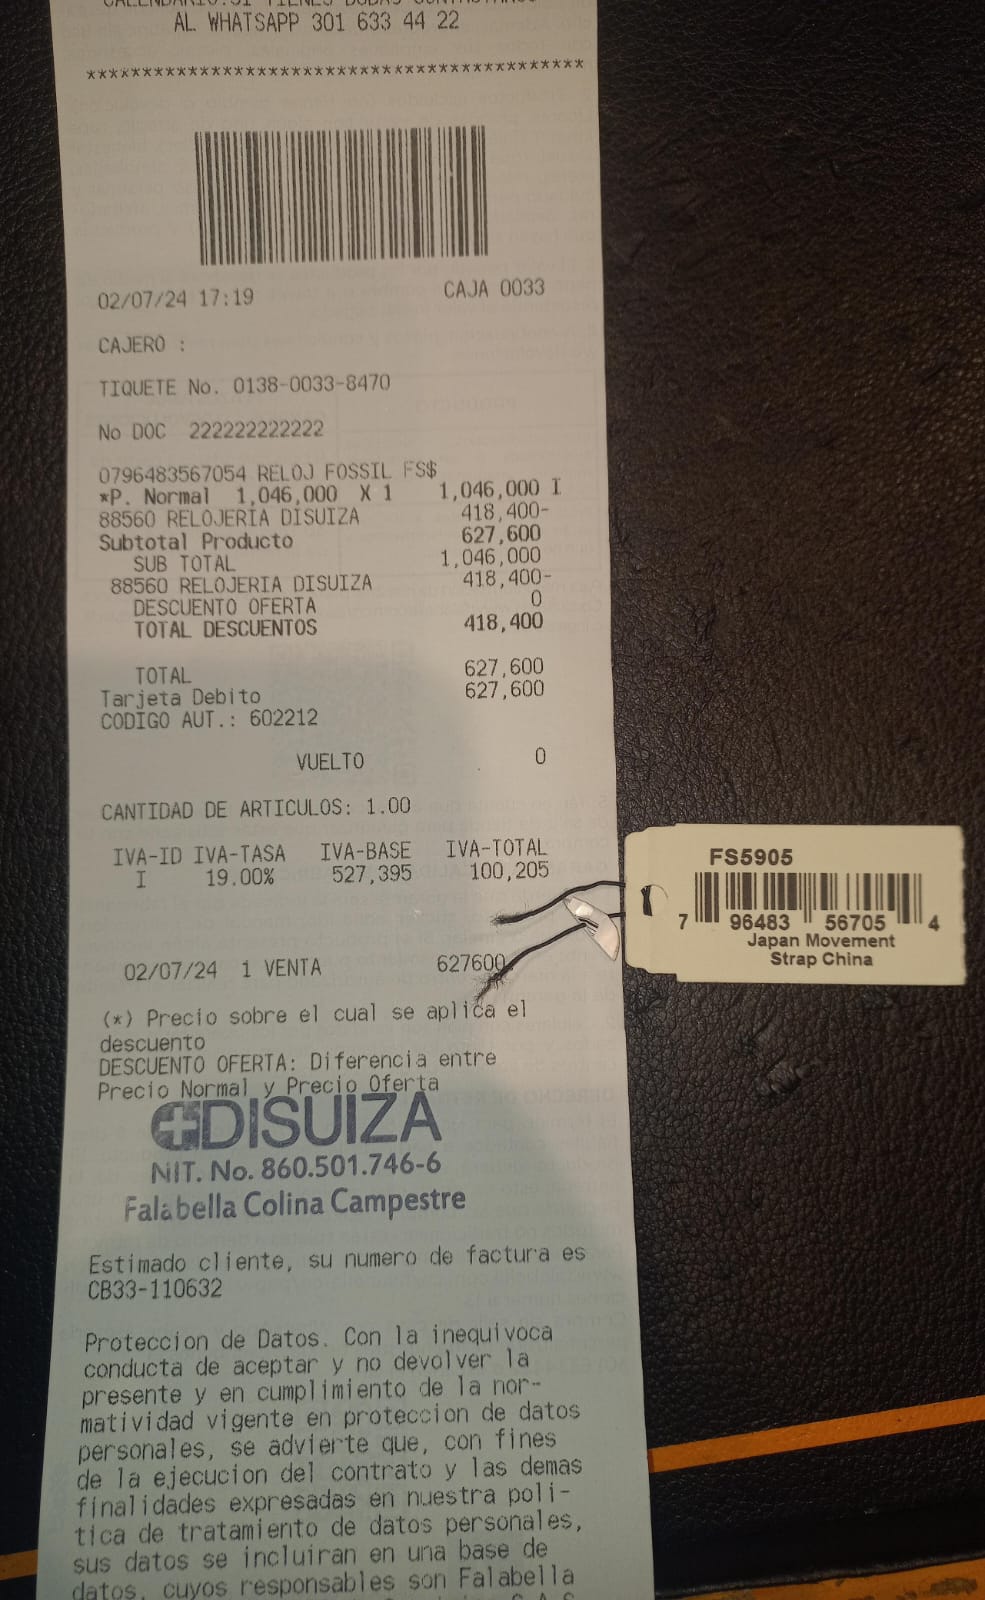 CALENDARIO.SI TIENES DUDAS CONTACTANOS
AL WHATSAPP 301 633 44 22
********************************************
02/07/24 17:19 CAJA 0033
CAJERO :
TIQUETE No. 0138-0033-8470
No DOC 222222222222
0796483567054 RELOJ FOSSIL FS$
*P. Normal 1,046,000 X 1 1,046,000 I
88560 RELOJERIA DISUIZA 418,400-
Subtotal Producto 627,600
SUB TOTAL 1,046,000
88560 RELOJERIA DISUIZA 418,400-
DESCUENTO OFERTA 0
TOTAL DESCUENTOS 418,400
TOTAL 627,600
Tarjeta Debito 627,600
CODIGO AUT.: 602212
VUELTO 0
CANTIDAD DE ARTICULOS: 1.00
IVA-ID IVA-TASA IVA-BASE IVA-TOTAL
I 19.00% 527,395 100,205
02/07/24 1 VENTA 627600
(*) Precio sobre el cual se aplica el
descuento
DESCUENTO OFERTA: Diferencia entre
Precio Normal y Precio Oferta
DISUIZA
NIT. No. 860.501.746-6
Falabella Colina Campestre
Estimado cliente, su numero de factura es
CB33-110632
Proteccion de Datos. Con la inequivoca
conducta de aceptar y no devolver la
presente y en cumplimiento de la nor-
matividad vigente en proteccion de datos
personales, se advierte que, con fines
de la ejecucion del contrato y las demas
finalidades expresadas en nuestra poli-
tica de tratamiento de datos personales,
sus datos se incluiran en una base de
datos, cuyos responsables son Falabella
FS5905
7 96483 56705 4
Japan Movement
Strap China